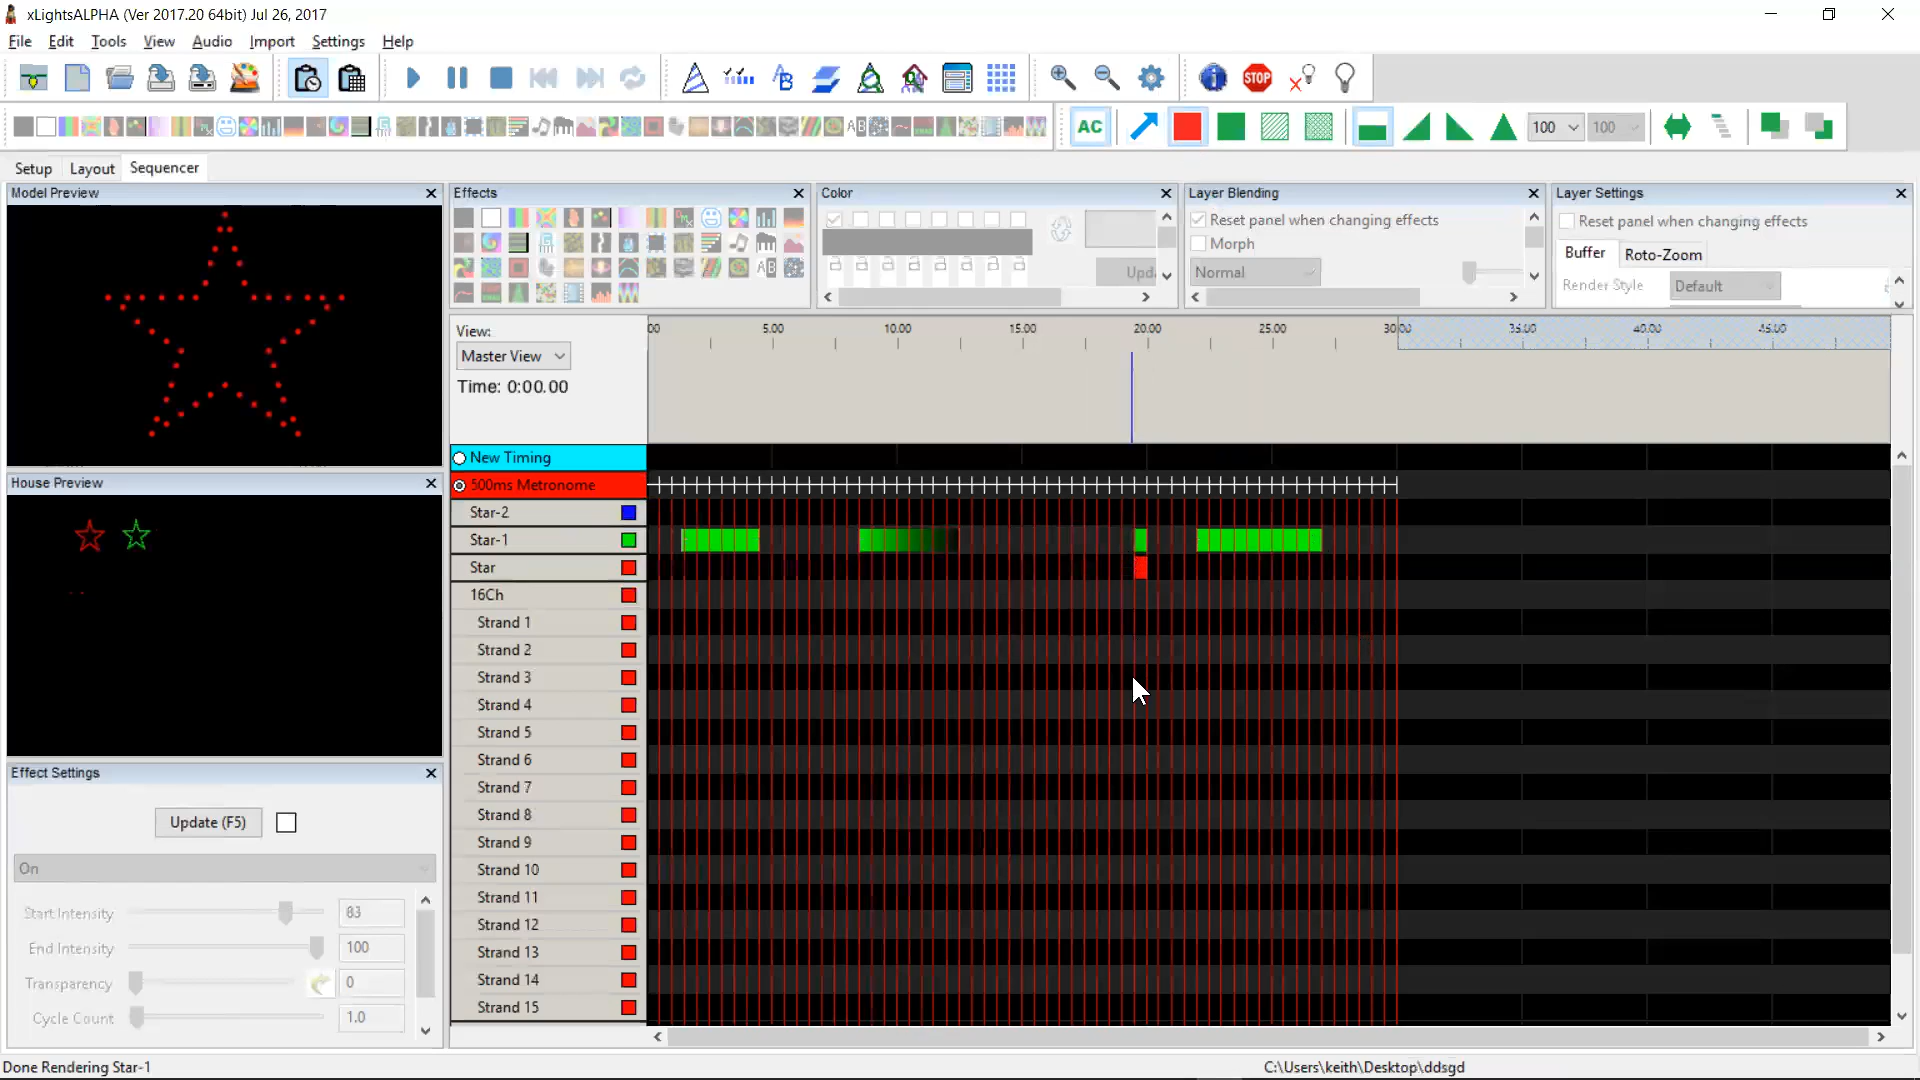 xLightsALPHA (Ver 2017.20 64bit) Jul 26, 2017
File Edit Tools View Audio Import Settings Help
STOP
AC 100 100
Setup Layout Sequencer
Model Preview
Effects
Color
Layer Blending
Layer Settings
Reset panel when changing effects
Reset panel when changing effects
Morph
Buffer Roto-Zoom
Normal
Render Style Default
View:
Master View
Time: 0:00.00
00 5.00 10.00 15.00 20.00 25.00 30.00 35.00 40.00 45.00
New Timing
500ms Metronome
House Preview
Star-2
Star-1
Star
16Ch
Strand 1
Strand 2
Strand 3
Strand 4
Strand 5
Strand 6
Strand 7
Strand 8
Strand 9
Strand 10
Strand 11
Strand 12
Strand 13
Strand 14
Strand 15
Effect Settings
Update (F5)
On
Start Intensity 83
End Intensity 100
Transparency 0
Cycle Count 1.0
Done Rendering Star-1
C:\Users\keith\Desktop\ddsgd